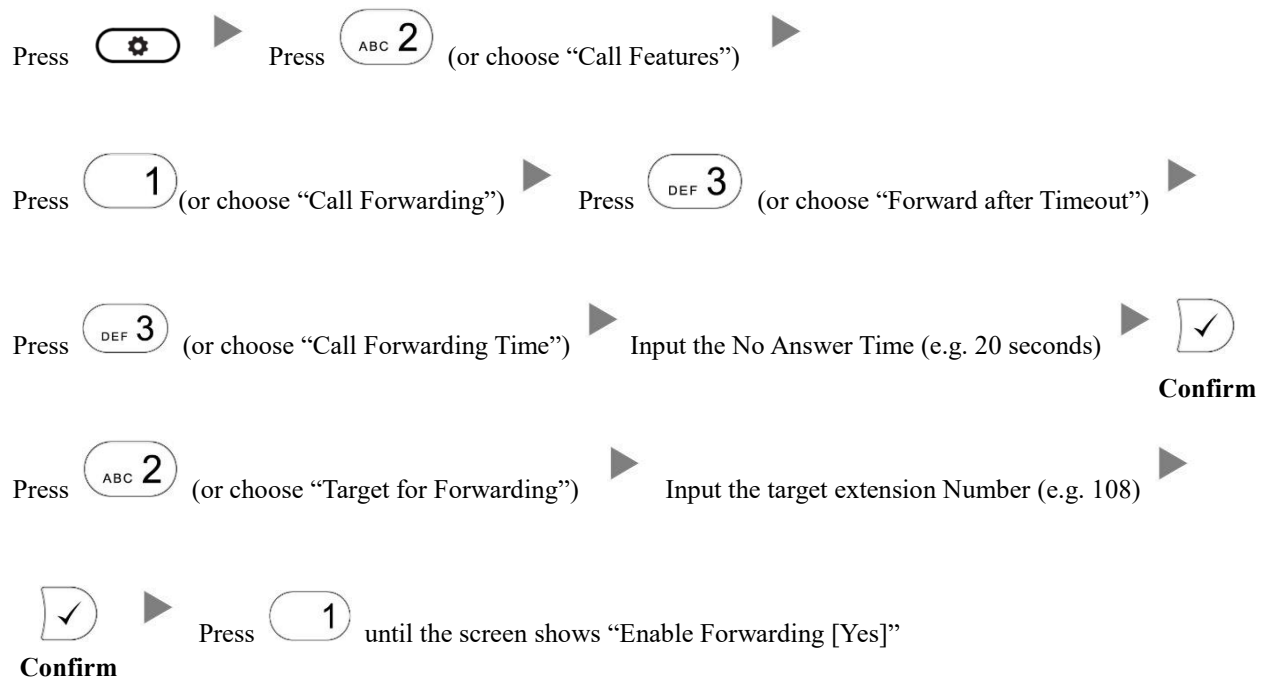 Press Press ABC 2 (or choose “Call Features”)
Press 1 (or choose “Call Forwarding”) Press DEF 3 (or choose “Forward after Timeout”)
Press DEF 3 (or choose “Call Forwarding Time”) Input the No Answer Time (e.g. 20 seconds)
Confirm
Press ABC 2 (or choose “Target for Forwarding”) Input the target extension Number (e.g. 108)
Press 1 until the screen shows “Enable Forwarding [Yes]”
Confirm